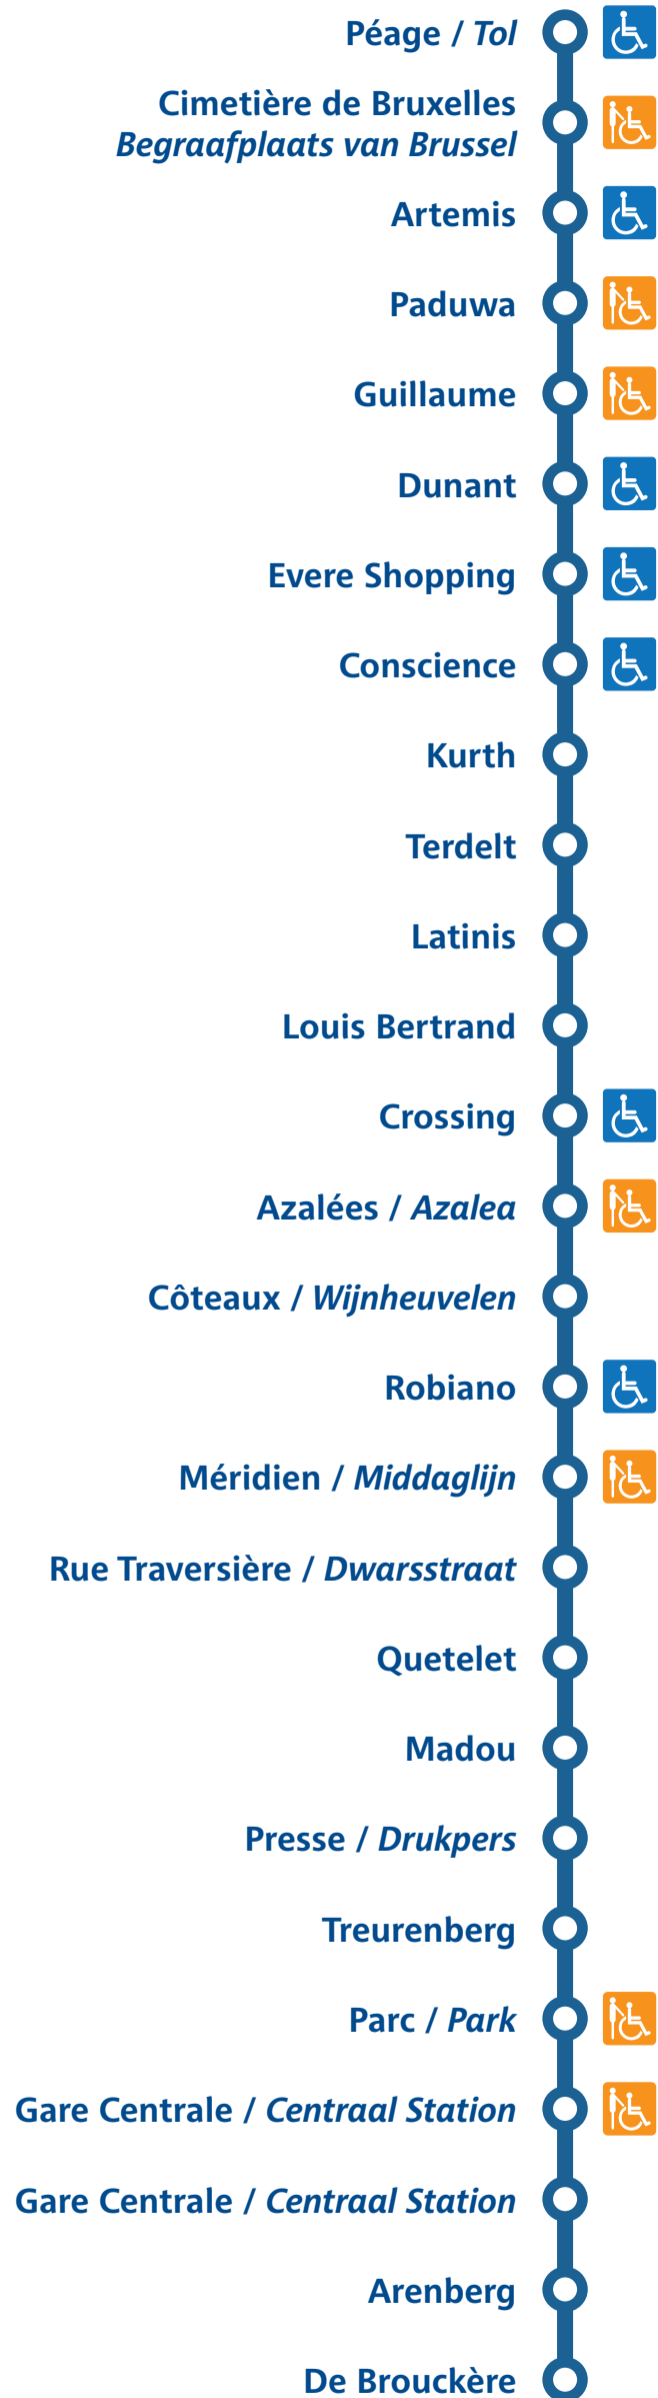 Péage / Tol
Cimetière de Bruxelles
Begraafplaats van Brussel
Artemis
Paduwa
Guillaume
Dunant
Evere Shopping
Conscience
Kurth
Terdelt
Latinis
Louis Bertrand
Crossing
Azalées / Azalea
Côteaux / Wijnheuvelen
Robiano
Méridien / Middaglijn
Rue Traversière / Dwarsstraat
Quetelet
Madou
Presse / Drukpers
Treurenberg
Parc / Park
Gare Centrale / Centraal Station
Gare Centrale / Centraal Station
Arenberg
De Brouckère